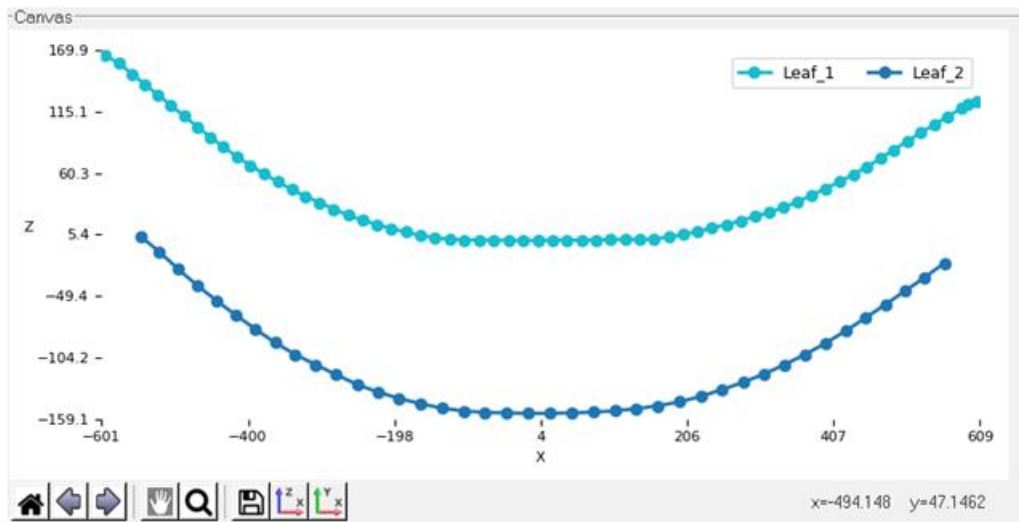 Canvas
169.9
115.1
60.3
5.4
−49.4
−104.2
−159.1
Z
Leaf_1 Leaf_2
−601 −400 −198 4 206 407 609
X
Z X Y X
x=-494.148 y=47.1462